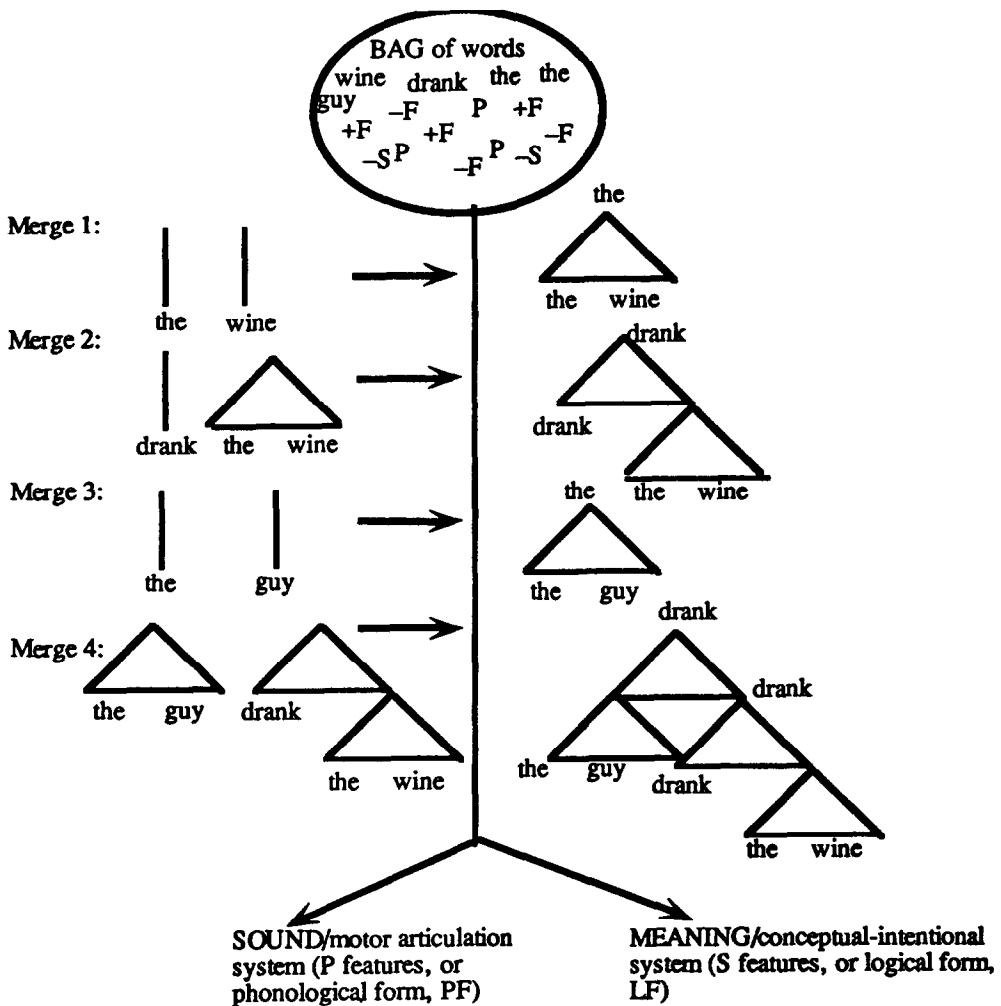 BAG of words
wine drank the the
guy –F P +F
+F +F –F
–S P –F P –S
the
Merge 1:
the wine
the wine
Merge 2:
drank
drank the wine
drank
the wine
Merge 3:
the
the guy
the guy
drank
Merge 4:
drank
the guy drank
the guy drank
the wine
the wine
SOUND/motor articulation
system (P features, or
phonological form, PF)
MEANING/conceptual-intentional
system (S features, or logical form,
LF)